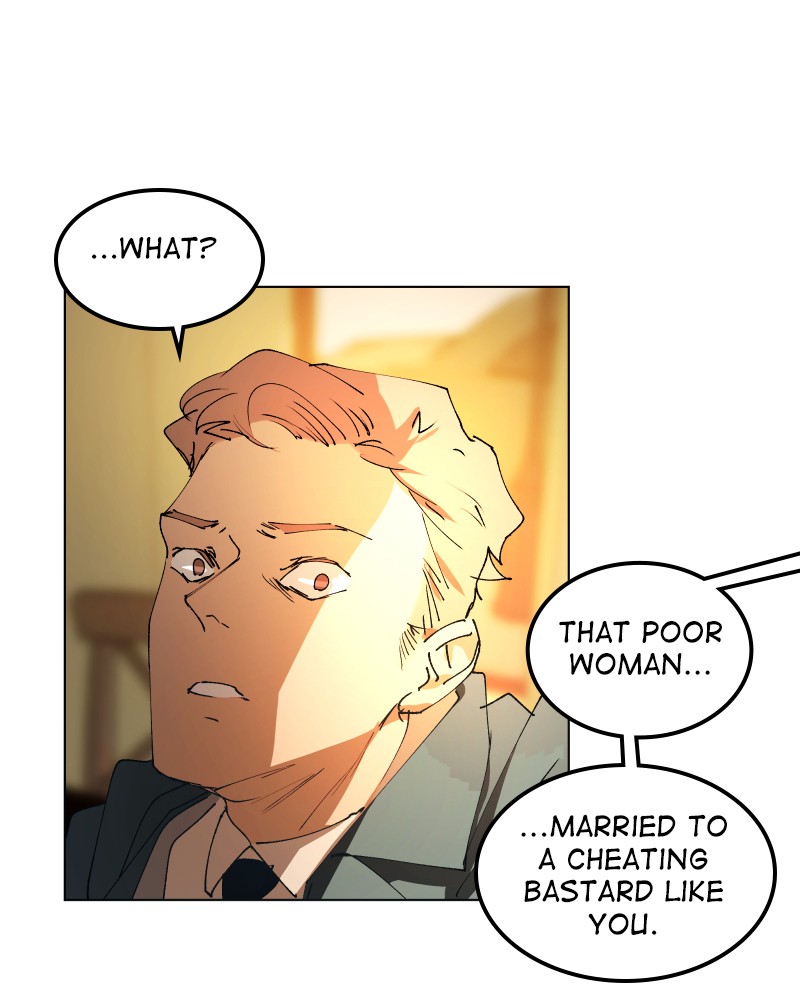 ...WHAT?
THAT POOR
WOMAN...
...MARRIED TO
A CHEATING
BASTARD LIKE
YOU.